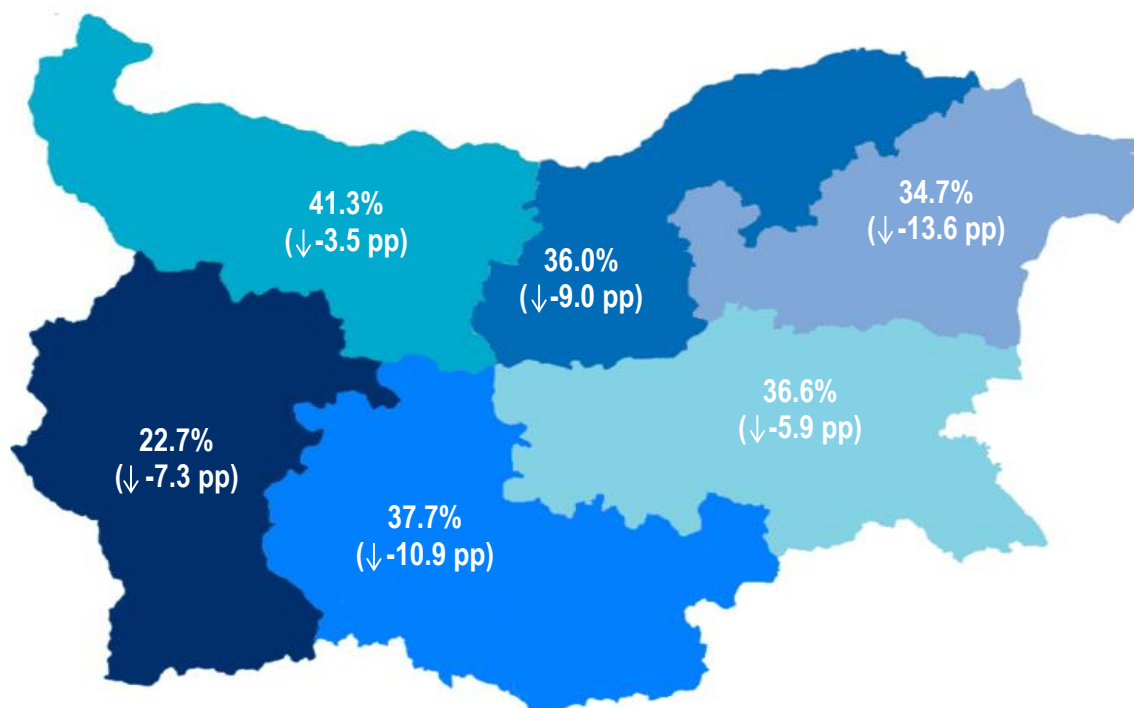 41.3%
(↓-3.5 pp)
36.0%
(↓-9.0 pp)
34.7%
(↓-13.6 pp)
22.7%
(↓-7.3 pp)
37.7%
(↓-10.9 pp)
36.6%
(↓-5.9 pp)